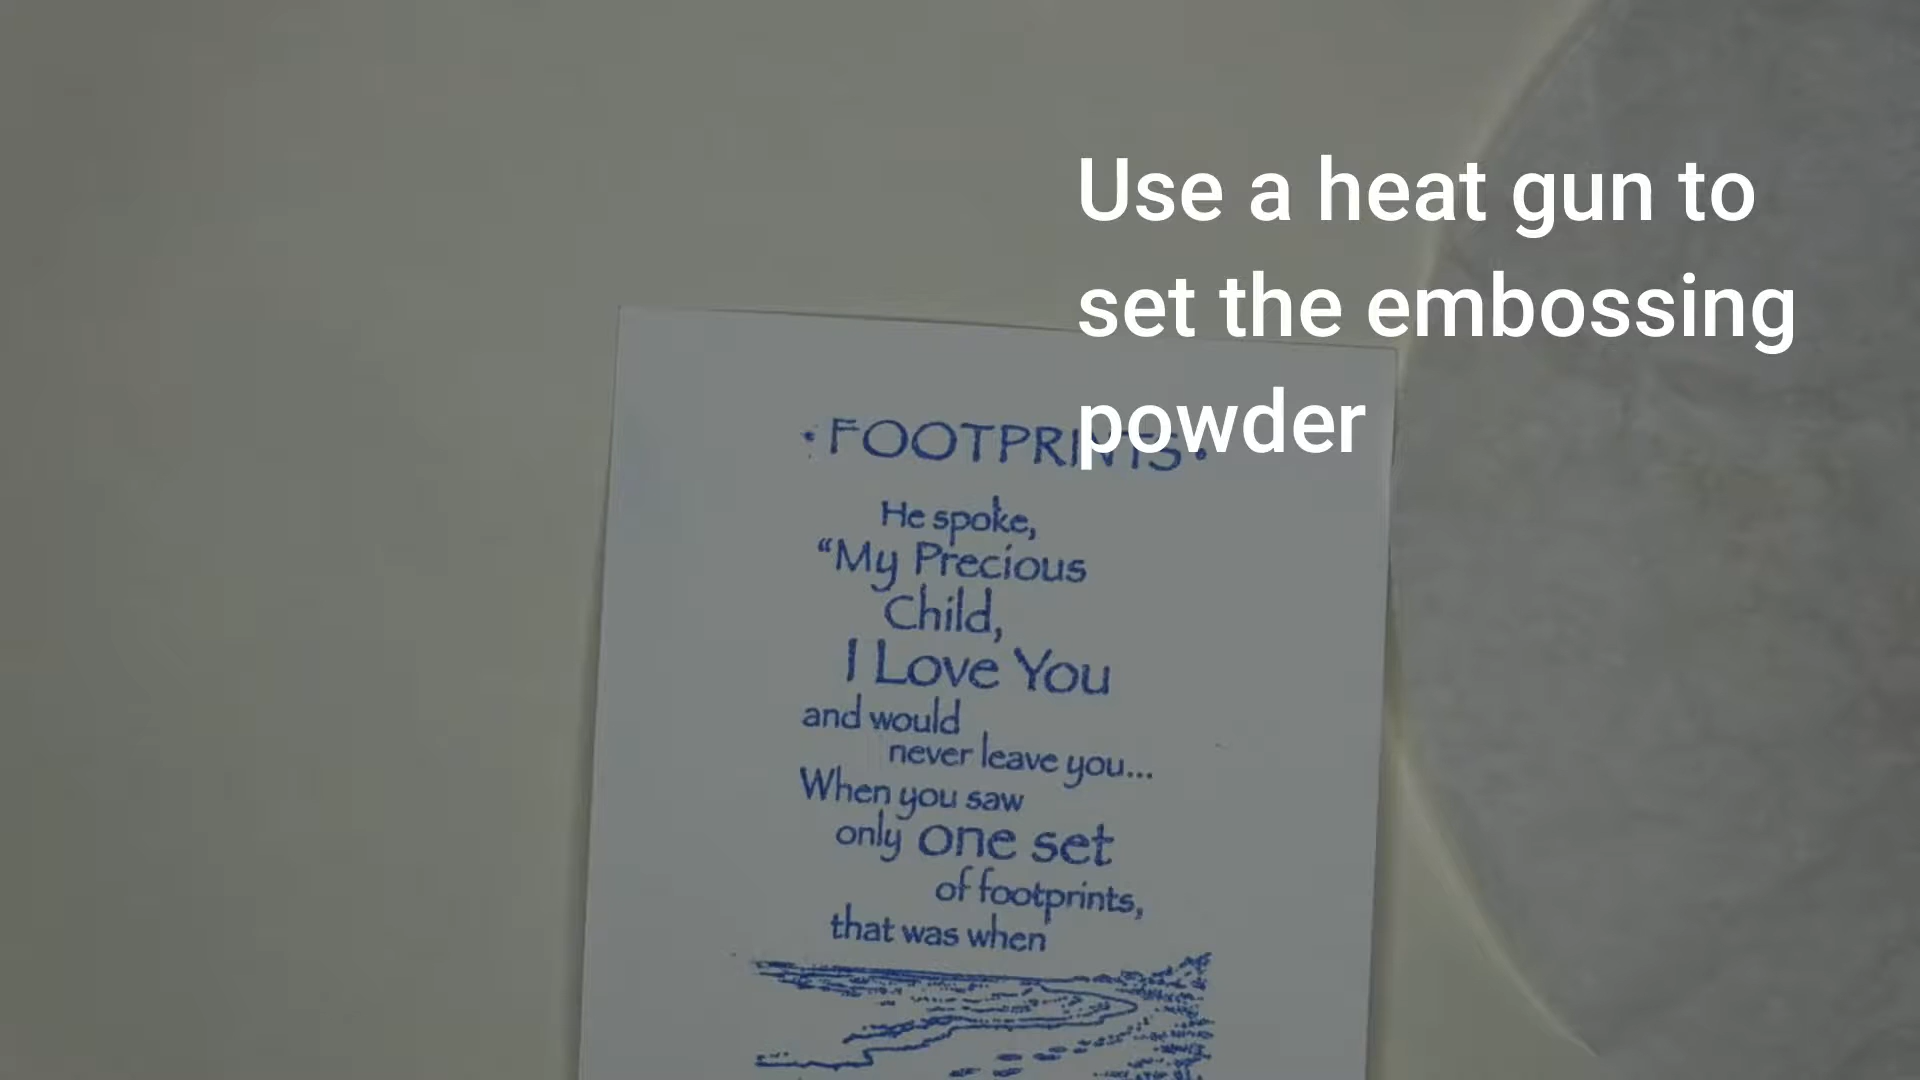 Use a heat gun to
set the embossing
powder
• FOOTPRINTS •
He spoke,
“My Precious
Child,
I Love You
and would
never leave you...
When you saw
only one set
of footprints,
that was when